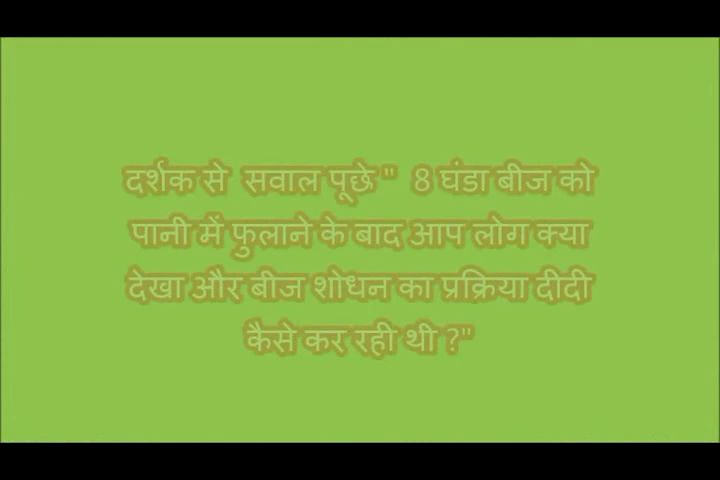 दर्शक से सवाल पूछे " 8 घंडा बीज को
पानी में फुलाने के बाद आप लोग क्या
देखा और बीज शोधन का प्रक्रिया दीदी
कैसे कर रही थी ?"